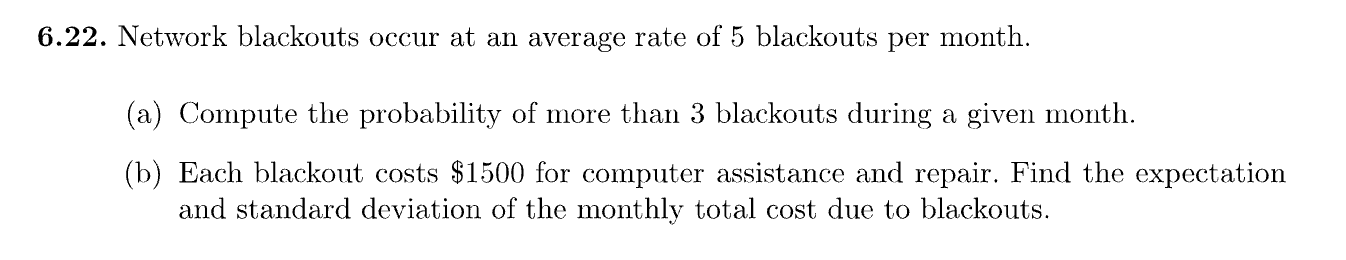 6.22. Network blackouts occur at an average rate of 5 blackouts per month.
(a) Compute the probability of more than 3 blackouts during a given month.
(b) Each blackout costs $1500 for computer assistance and repair. Find the expectation
and standard deviation of the monthly total cost due to blackouts.